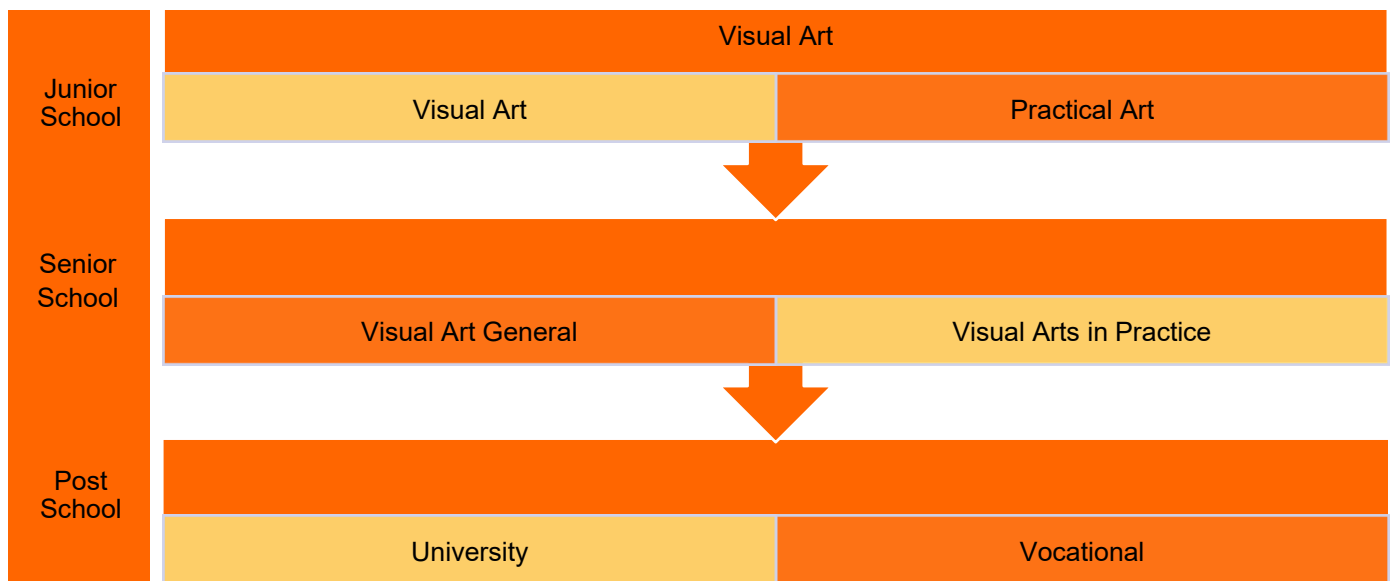 Visual Art
Junior
School
Visual Art
Practical Art
Senior
School
Visual Art General
Visual Arts in Practice
Post
School
University
Vocational